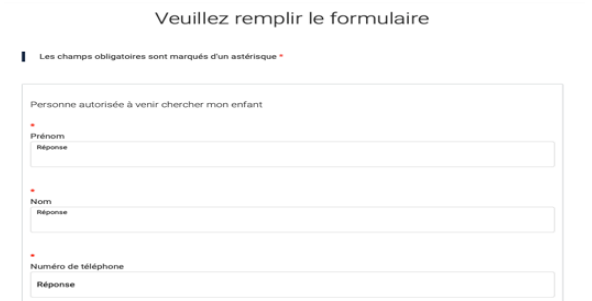 Veuillez remplir le formulaire
Les champs obligatoires sont marqués d'un astérisque *
Personne autorisée à venir chercher mon enfant
*
Prénom
Réponse
*
Nom
Réponse
*
Numéro de téléphone
Réponse